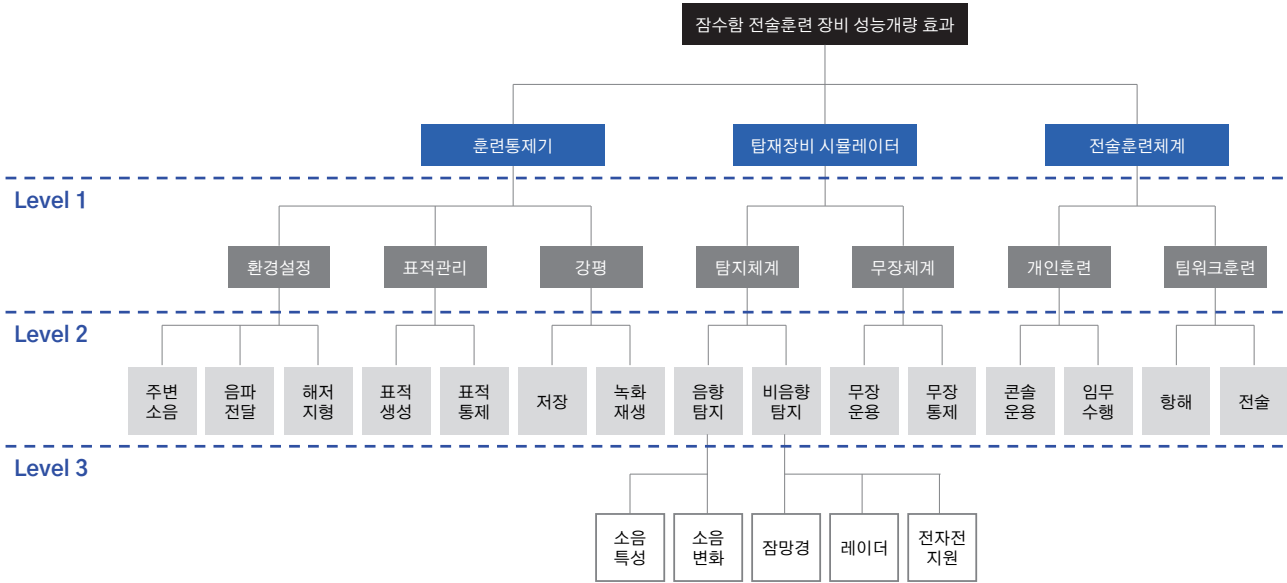 잠수함 전술훈련 장비 성능개량 효과
훈련통제기
탑재장비 시뮬레이터
전술훈련체계
Level 1
환경설정
표적관리
강평
탐지체계
무장체계
개인훈련
팀워크훈련
Level 2
주변
소음
음파
전달
해저
지형
표적
생성
표적
통제
저장
녹화
재생
음향
탐지
비음향
탐지
무장
운용
무장
통제
콘솔
운용
임무
수행
항해
전술
Level 3
소음
특성
소음
변화
잠망경
레이더
전자전
지원